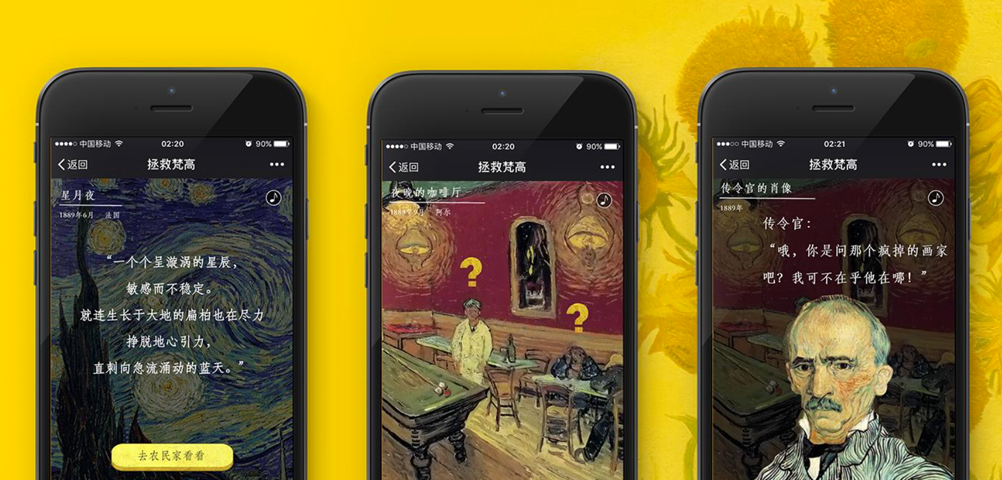 中国移动 02:20 90%
返回 拯救梵高
星月夜
1889年6月 法国
“一个个呈漩涡的星辰，
敏感而不稳定。
就连生长于大地的扁柏也在尽力
挣脱地心引力，
直刺向急流涌动的蓝天。”
去农民家看看
中国移动 02:20 90%
返回 拯救梵高
夜晚的咖啡厅
1888年9月 阿尔
?
?
中国移动 02:21 90%
返回 拯救梵高
传令官的肖像
1889年
传令官：
“哦，你是问那个疯掉的画家
吧？我可不在乎他在哪！”